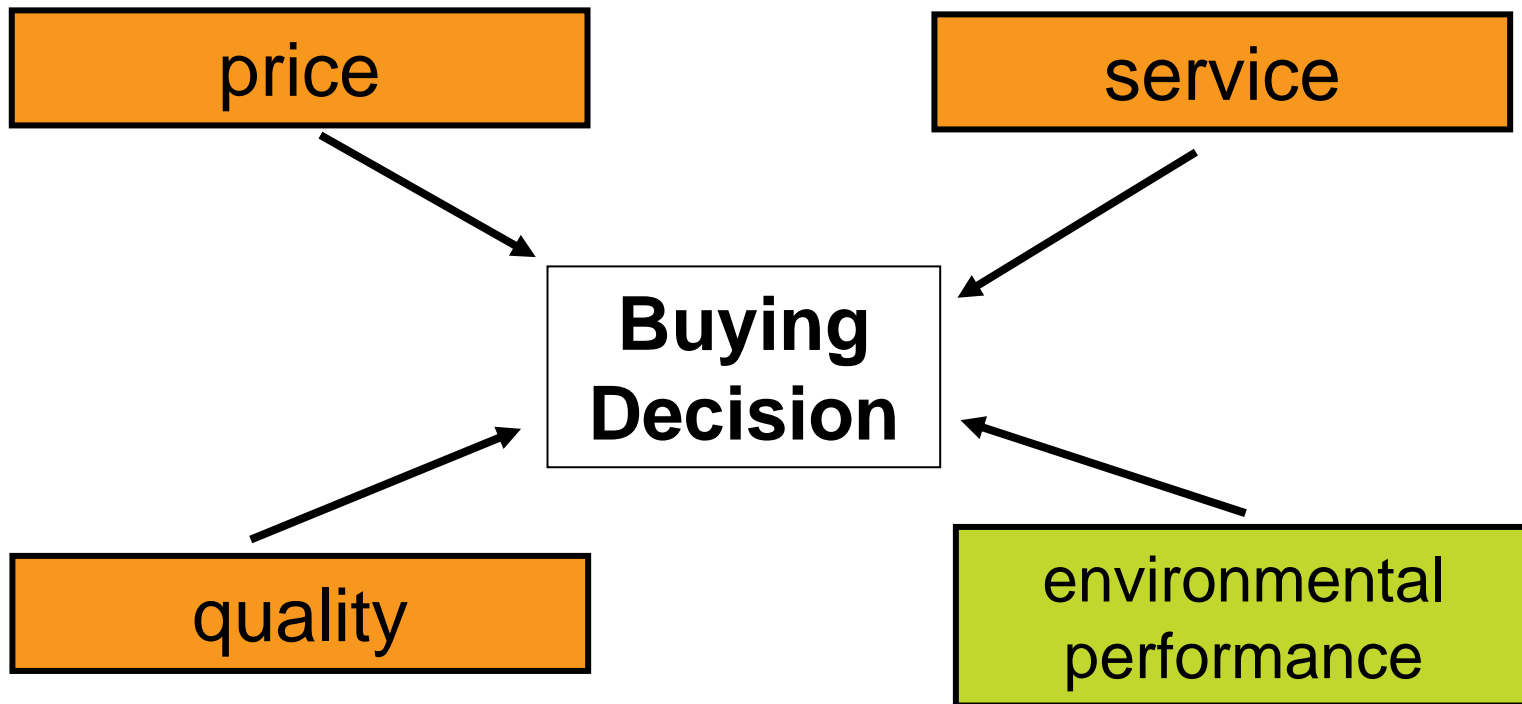 price
service
Buying
Decision
quality
environmental
performance